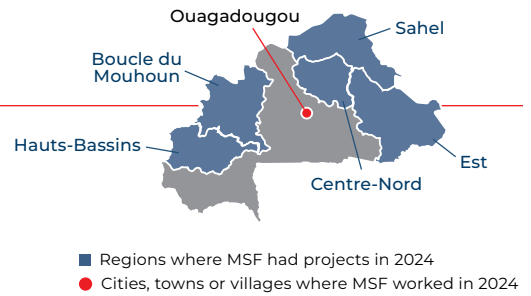 Ouagadougou
Sahel
Boucle du
Mouhoun
Hauts-Bassins
Est
Centre-Nord
Regions where MSF had projects in 2024
Cities, towns or villages where MSF worked in 2024